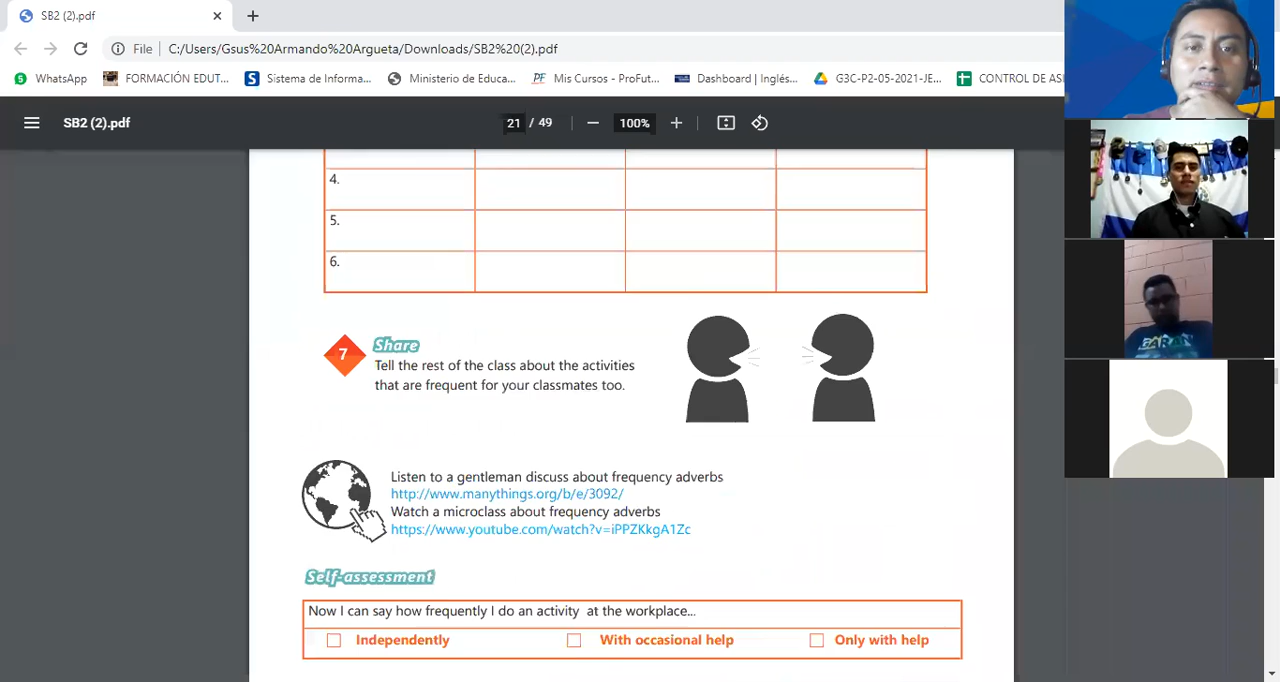 SB2 (2).pdf
File C:/Users/Gsus%20Armando%20Argueta/Downloads/SB2%20(2).pdf
WhatsApp FORMACIÓN EDUT... Sistema de Informa... Ministerio de Educa... PF Mis Cursos - ProFut... Dashboard | Inglés,... G3C-P2-05-2021-JE... CONTROL DE ASI
SB2 (2).pdf 21 / 49 100%
4.
5.
6.
7 Share
Tell the rest of the class about the activities
that are frequent for your classmates too.
Listen to a gentleman discuss about frequency adverbs
http://www.manythings.org/b/e/3092/
Watch a microclass about frequency adverbs
https://www.youtube.com/watch?v=iPPZKkgA1Zc
Self-assessment
Now I can say how frequently I do an activity at the workplace...
Independently With occasional help Only with help